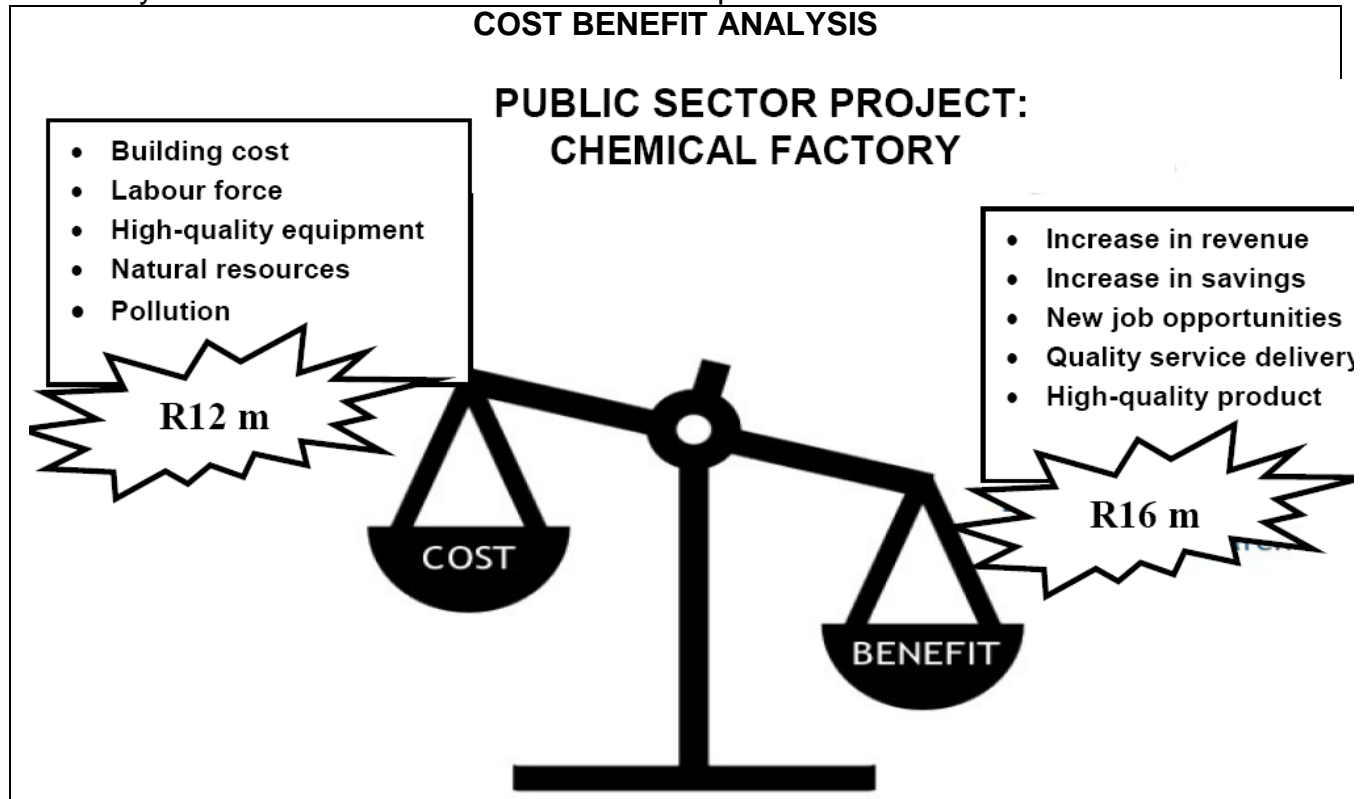 COST BENEFIT ANALYSIS
PUBLIC SECTOR PROJECT:
CHEMICAL FACTORY
• Building cost
• Labour force
• High-quality equipment
• Natural resources
• Pollution
R12 m
• Increase in revenue
• Increase in savings
• New job opportunities
• Quality service delivery
• High-quality product
R16 m
COST
BENEFIT